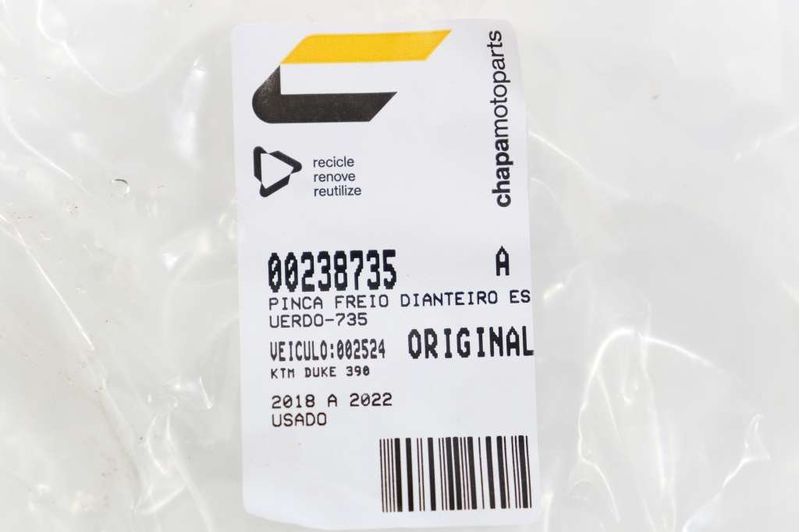 chapamotoparts
recicle
renove
reutilize
00238735 A
PINCA FREIO DIANTEIRO ES
UERDO-735
VEICULO:002524 ORIGINAL
KTM DUKE 390
2018 A 2022
USADO